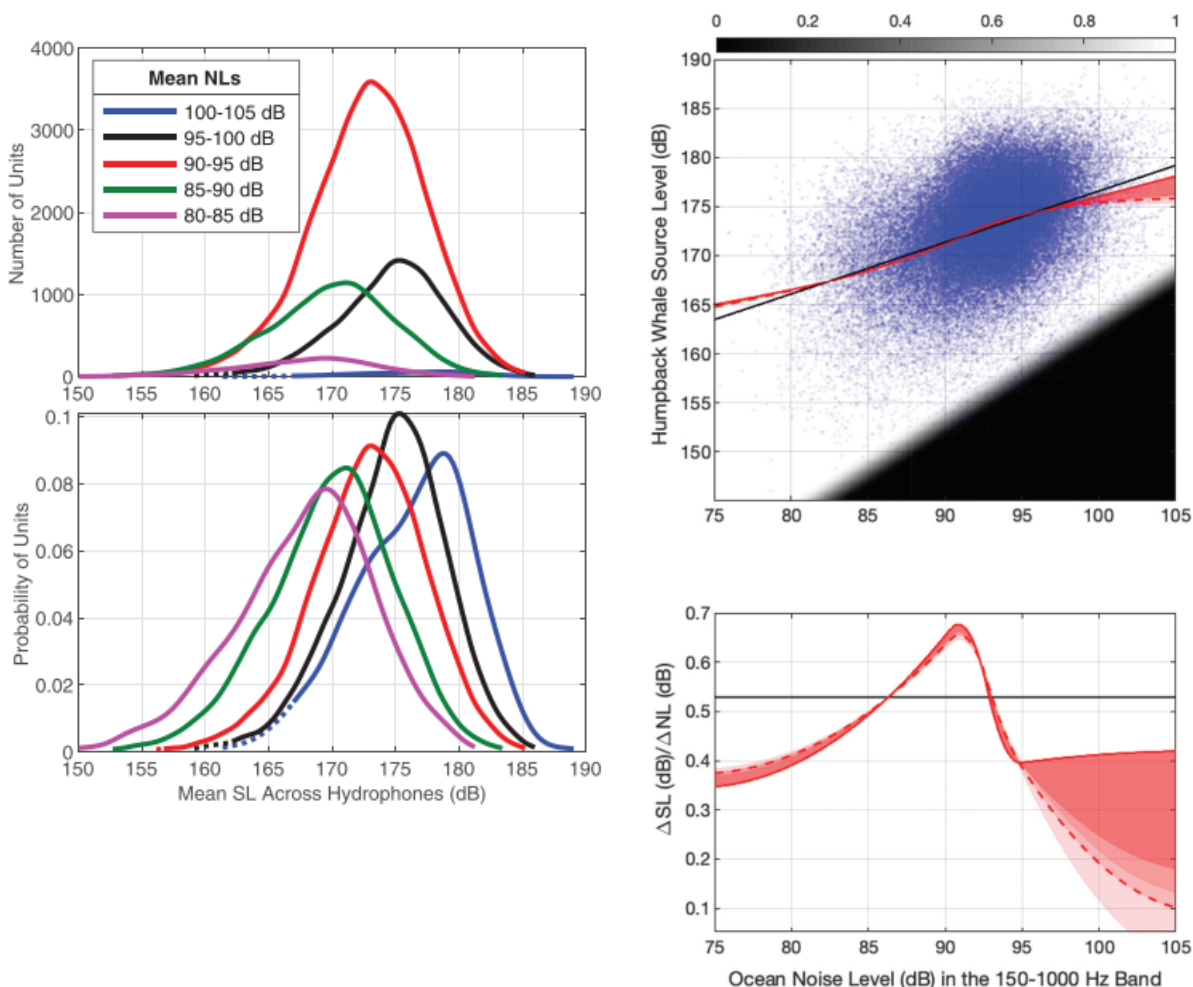 4000
3000
2000
1000
0
Number of Units
Mean NLs
100-105 dB
95-100 dB
90-95 dB
85-90 dB
80-85 dB
150 155 160 165 170 175 180 185 190
0.1
0.08
0.06
0.04
0.02
0
Probability of Units
150 155 160 165 170 175 180 185 190
Mean SL Across Hydrophones (dB)
0 0.2 0.4 0.6 0.8 1
190
185
180
175
170
165
160
155
150
Humpback Whale Source Level (dB)
75 80 85 90 95 100 105
0.7
0.6
0.5
0.4
0.3
0.2
0.1
ΔSL (dB)/ΔNL (dB)
75 80 85 90 95 100 105
Ocean Noise Level (dB) in the 150-1000 Hz Band